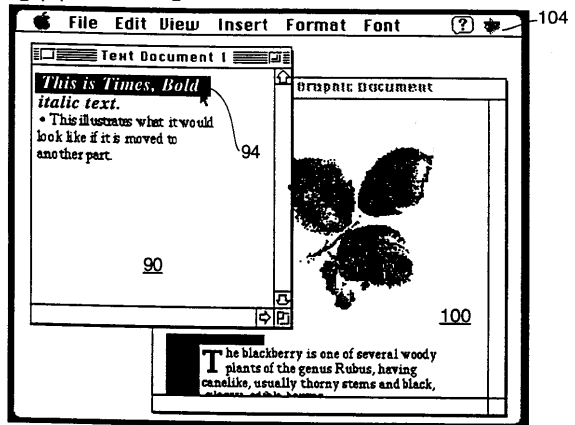 104
File Edit View Insert Format Font
Text Document 1
Graphic Document
This is Times, Bold
italic text.
• This illustrates what it would
look like if it is moved to
another part.
94
90
100
The blackberry is one of several woody
plants of the genus Rubus, having
canelike, usually thorny stems and black,